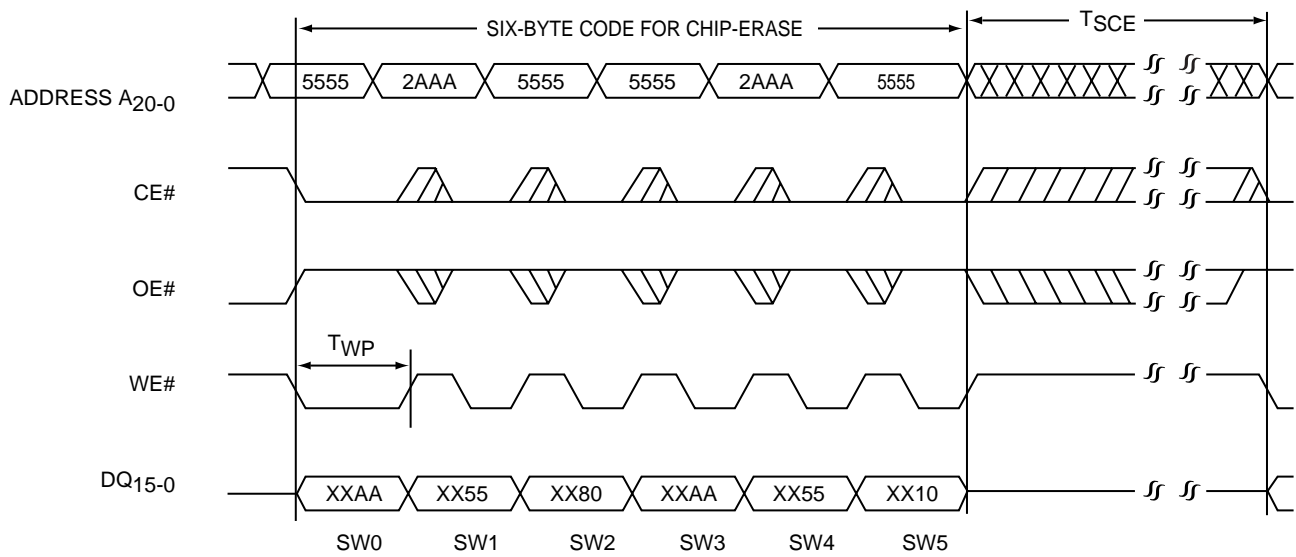 SIX-BYTE CODE FOR CHIP-ERASE TSCE
ADDRESS A20-0 5555 2AAA 5555 5555 2AAA 5555
CE#
OE#
TWP
WE#
DQ15-0 XXAA XX55 XX80 XXAA XX55 XX10
SW0 SW1 SW2 SW3 SW4 SW5